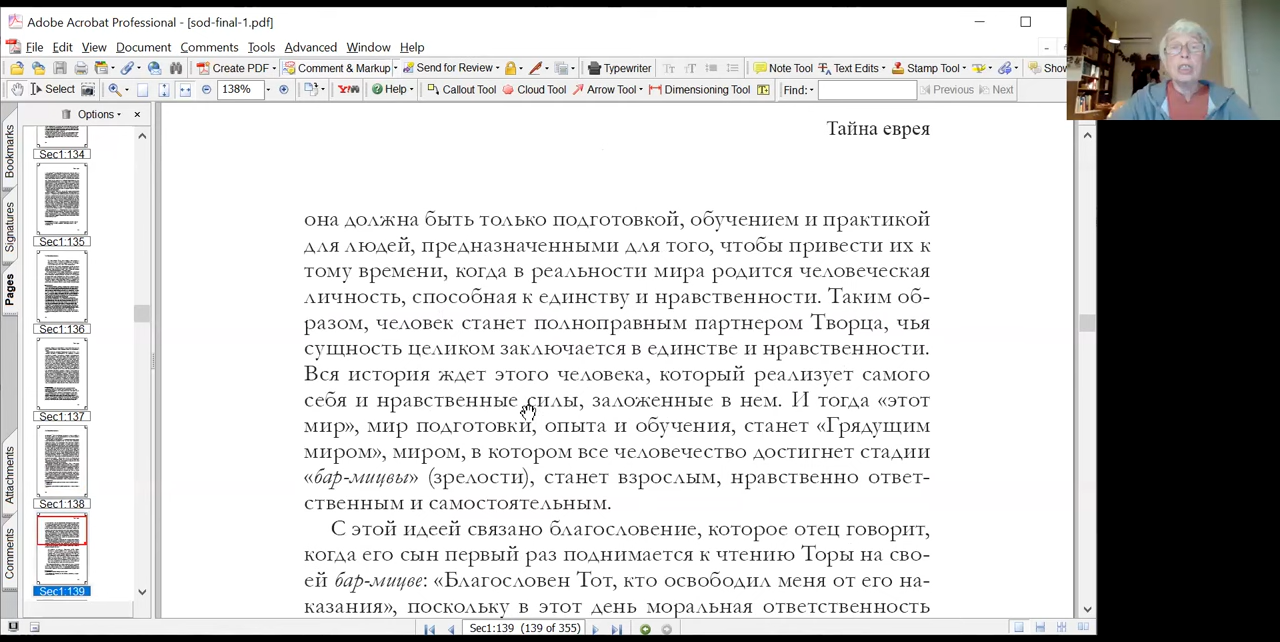 Adobe Acrobat Professional - [sod-final-1.pdf]
File Edit View Document Comments Tools Advanced Window Help
Create PDF Comment & Markup Send for Review Typewriter Note Tool Text Edits Stamp Tool Show
Select 138% Help Callout Tool Cloud Tool Arrow Tool Dimensioning Tool Find: Previous Next
Options
Bookmarks
Signatures
Pages
Attachments
Comments
Sec1:134
Sec1:135
Sec1:136
Sec1:137
Sec1:138
Sec1:139
Тайна еврея
она должна быть только подготовкой, обучением и практикой
для людей, предназначенными для того, чтобы привести их к
тому времени, когда в реальности мира родится человеческая
личность, способная к единству и нравственности. Таким об-
разом, человек станет полноправным партнером Творца, чья
сущность целиком заключается в единстве и нравственности.
Вся история ждет этого человека, который реализует самого
себя и нравственные силы, заложенные в нем. И тогда «этот
мир», мир подготовки, опыта и обучения, станет «Грядущим
миром», миром, в котором все человечество достигнет стадии
«бар-мицвы» (зрелости), станет взрослым, нравственно ответ-
ственным и самостоятельным.
С этой идеей связано благословение, которое отец говорит,
когда его сын первый раз поднимается к чтению Торы на сво-
ей бар-мицве: «Благословен Тот, кто освободил меня от его на-
казания», поскольку в этот день моральная ответственность
Sec1:139 (139 of 355)